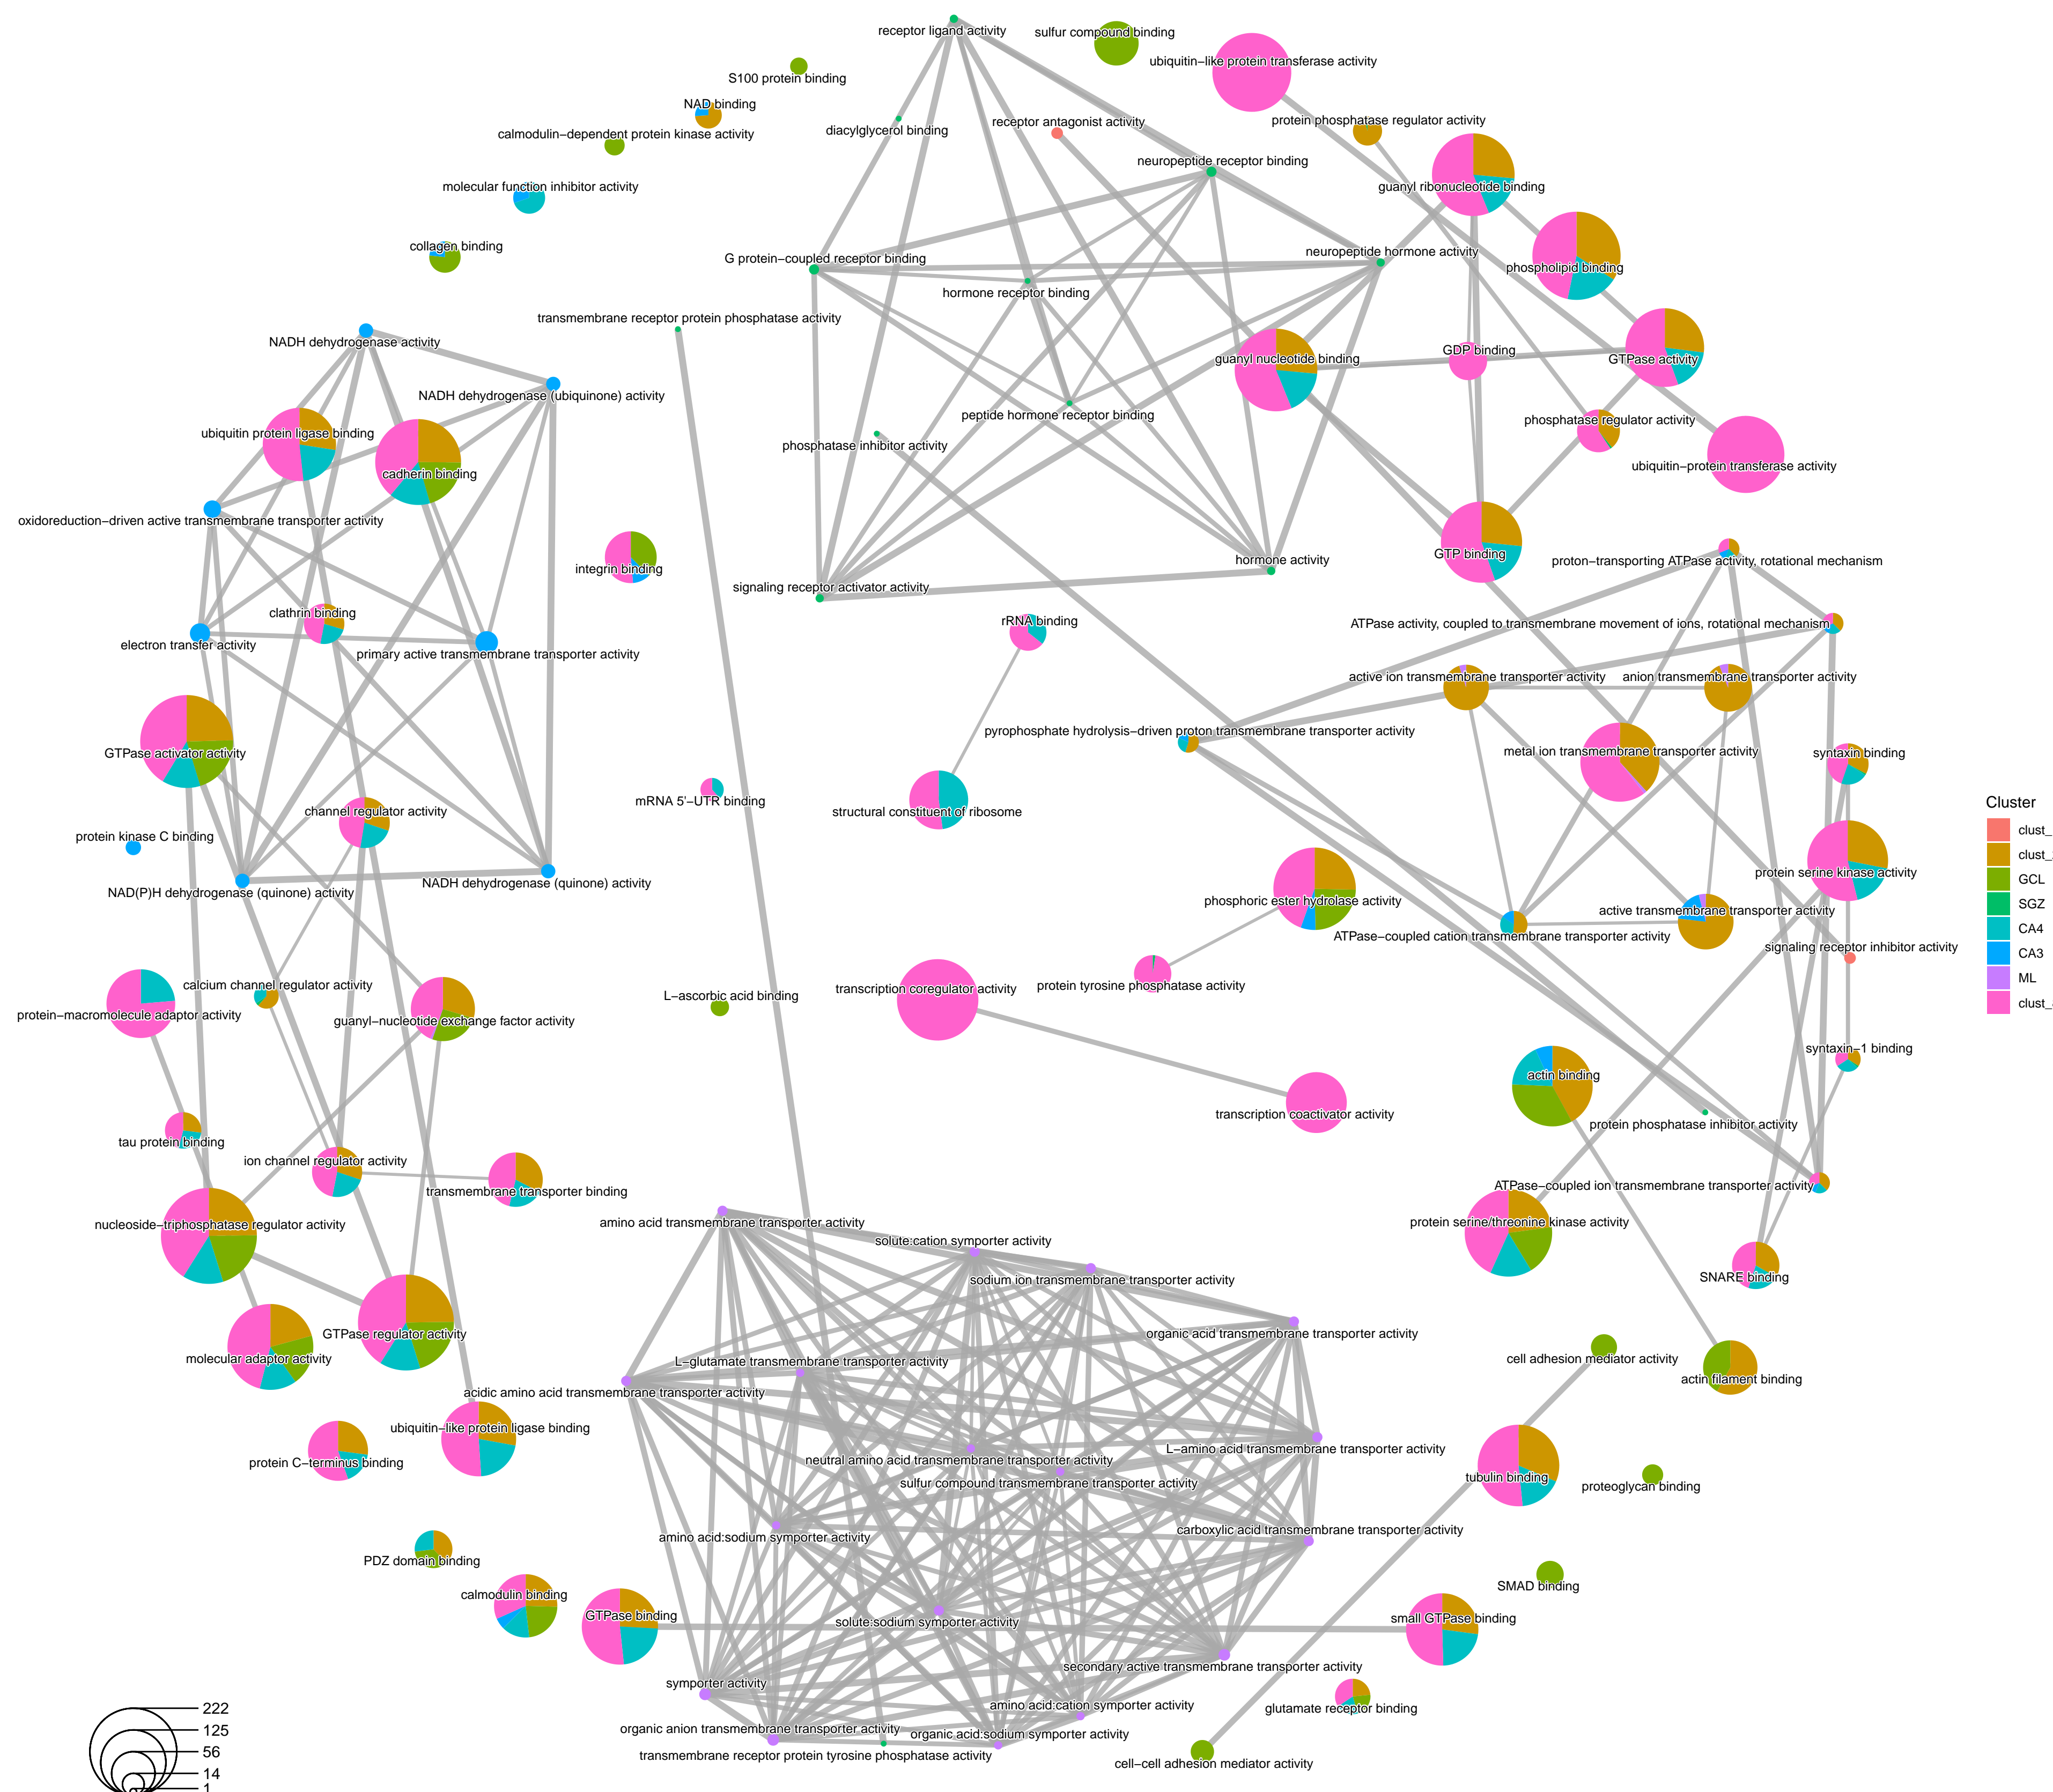 receptor ligand activity
sulfur compound binding
ubiquitin−like protein transferase activity
S100 protein binding
NAD binding
protein phosphatase regulator activity
receptor antagonist activity
diacylglycerol binding
calmodulin−dependent protein kinase activity
neuropeptide receptor binding
molecular function inhibitor activity
guanyl ribonucleotide binding
collagen binding
neuropeptide hormone activity
G protein−coupled receptor binding
phospholipid binding
hormone receptor binding
transmembrane receptor protein phosphatase activity
NADH dehydrogenase activity
GDP binding
guanyl nucleotide binding
GTPase activity
NADH dehydrogenase (ubiquinone) activity
peptide hormone receptor binding
phosphatase regulator activity
ubiquitin protein ligase binding
phosphatase inhibitor activity
ubiquitin−protein transferase activity
cadherin binding
oxidoreduction−driven active transmembrane transporter activity
GTP binding
hormone activity
proton−transporting ATPase activity, rotational mechanism
integrin binding
signaling receptor activator activity
clathrin binding
rRNA binding
ATPase activity, coupled to transmembrane movement of ions, rotational mechanism
electron transfer activity
primary active transmembrane transporter activity
active ion transmembrane transporter activity
anion transmembrane transporter activity
pyrophosphate hydrolysis−driven proton transmembrane transporter activity
metal ion transmembrane transporter activity
syntaxin binding
GTPase activator activity
mRNA 5'−UTR binding
Cluster
clust_
clust_
GCL
SGZ
CA4
CA3
ML
clust_
channel regulator activity
structural constituent of ribosome
protein kinase C binding
protein serine kinase activity
NADH dehydrogenase (quinone) activity
NAD(P)H dehydrogenase (quinone) activity
phosphoric ester hydrolase activity
active transmembrane transporter activity
ATPase−coupled cation transmembrane transporter activity
signaling receptor inhibitor activity
calcium channel regulator activity
protein tyrosine phosphatase activity
transcription coregulator activity
L−ascorbic acid binding
protein−macromolecule adaptor activity
guanyl−nucleotide exchange factor activity
syntaxin−1 binding
actin binding
transcription coactivator activity
protein phosphatase inhibitor activity
tau protein binding
ion channel regulator activity
ATPase−coupled ion transmembrane transporter activity
transmembrane transporter binding
nucleoside−triphosphatase regulator activity
amino acid transmembrane transporter activity
protein serine/threonine kinase activity
solute:cation symporter activity
sodium ion transmembrane transporter activity
SNARE binding
GTPase regulator activity
organic acid transmembrane transporter activity
molecular adaptor activity
L−glutamate transmembrane transporter activity
cell adhesion mediator activity
actin filament binding
acidic amino acid transmembrane transporter activity
ubiquitin−like protein ligase binding
L−amino acid transmembrane transporter activity
protein C−terminus binding
neutral amino acid transmembrane transporter activity
tubulin binding
sulfur compound transmembrane transporter activity
proteoglycan binding
carboxylic acid transmembrane transporter activity
amino acid:sodium symporter activity
PDZ domain binding
SMAD binding
calmodulin binding
GTPase binding
solute:sodium symporter activity
small GTPase binding
secondary active transmembrane transporter activity
symporter activity
amino acid:cation symporter activity
glutamate receptor binding
organic anion transmembrane transporter activity
organic acid:sodium symporter activity
transmembrane receptor protein tyrosine phosphatase activity
cell−cell adhesion mediator activity
222
125
56
14
1